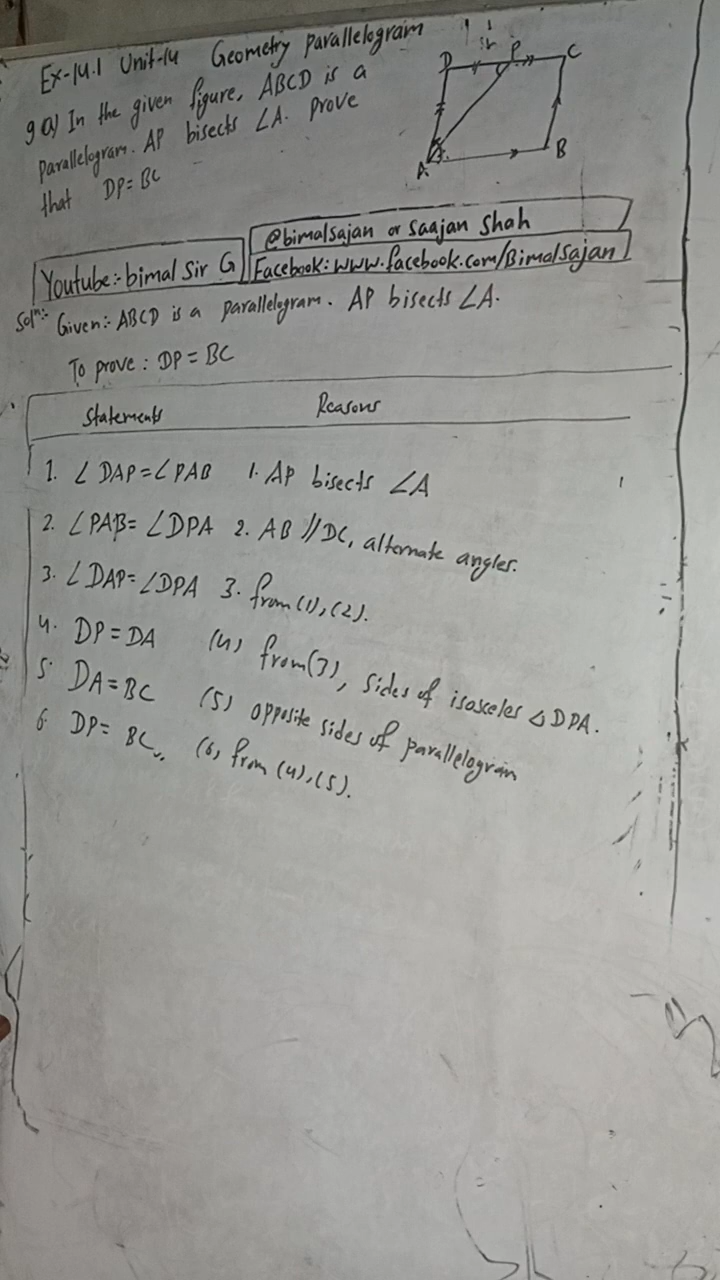 Ex-14.1 Unit-14 Geometry parallelogram
9 a) In the given figure, ABCD is a
parallelogram. AP bisects ∠A. prove
that DP = BC
D P C
A B
Youtube:- bimal Sir G
@bimalsajan or Saajan Shah
Facebook: www.facebook.com/Bimalsajan
Solⁿ:- Given:- ABCD is a parallelogram. AP bisects ∠A.
To prove : DP = BC
Statements Reasons
1. ∠DAP = ∠PAB 1. AP bisects ∠A
2. ∠PAB = ∠DPA 2. AB // DC, alternate angles.
3. ∠DAP = ∠DPA 3. from (1), (2).
4. DP = DA (4) from (3), sides of isosceles △DPA.
5. DA = BC (5) opposite sides of parallelogram
6. DP = BC (6) from (4), (5).